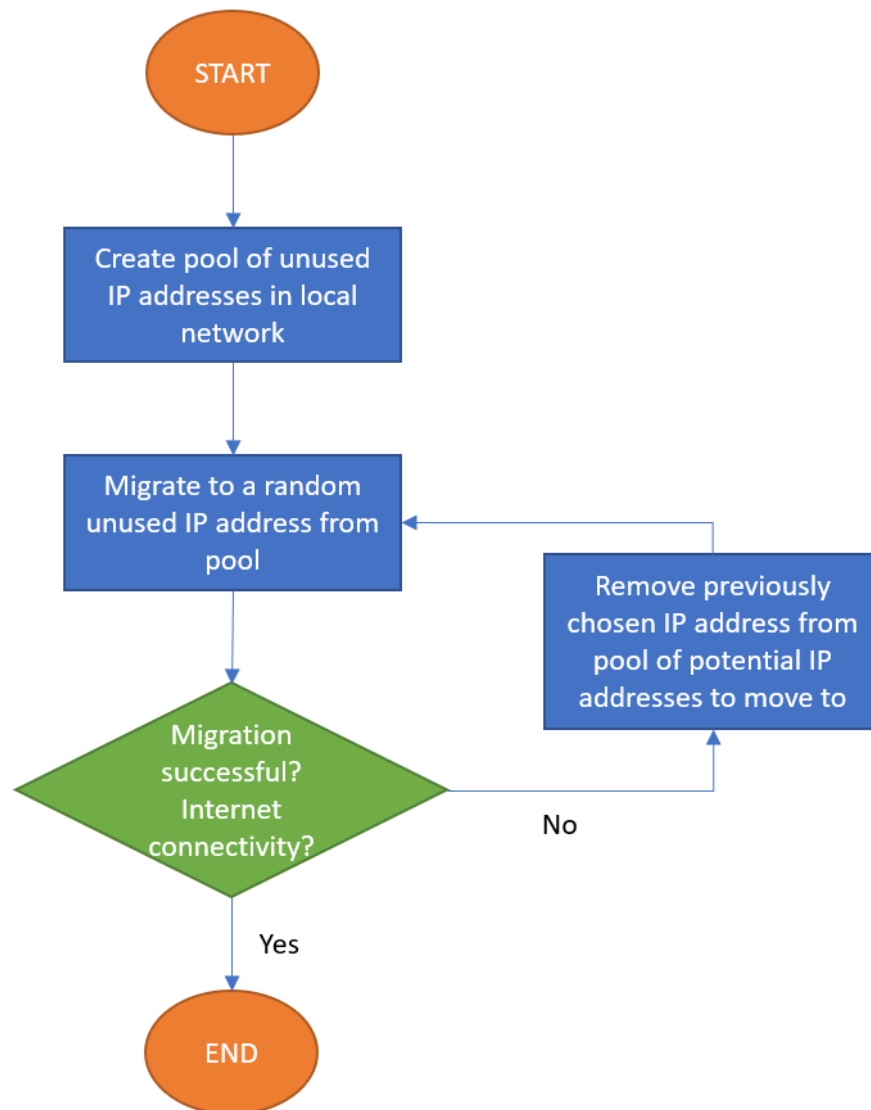 START
Create pool of unused
IP addresses in local
network
Migrate to a random
unused IP address from
pool
Remove previously
chosen IP address from
pool of potential IP
addresses to move to
Migration
successful?
Internet
connectivity?
No
Yes
END